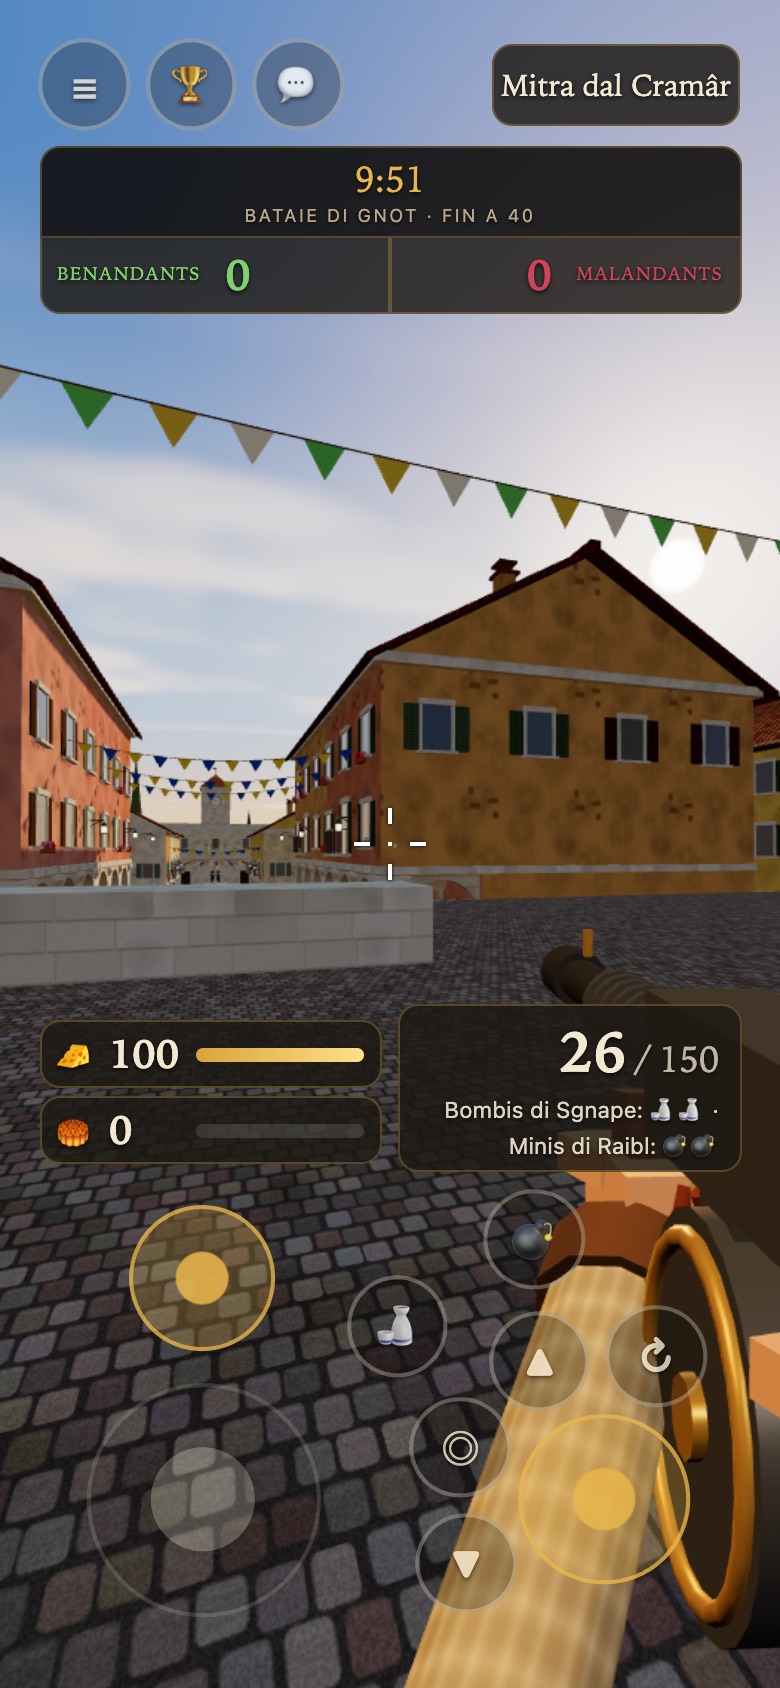 Mitra dal Cramâr
9:51
BATAIE DI GNOT · FIN A 40
BENANDANTS 0
0 MALANDANTS
100
26 / 150
0
Bombis di Sgnape: 🍶🍶 ·
Minis di Raibl: 💣💣